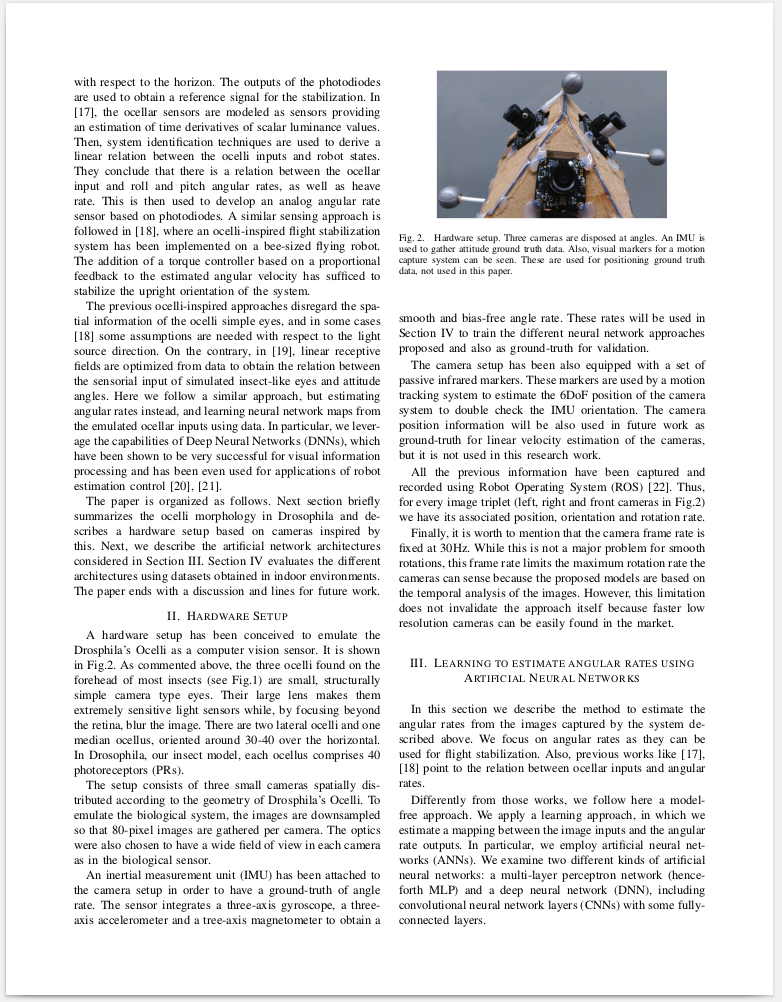 with respect to the horizon. The outputs of the photodiodes
are used to obtain a reference signal for the stabilization. In
[17], the ocellar sensors are modeled as sensors providing
an estimation of time derivatives of scalar luminance values.
Then, system identification techniques are used to derive a
linear relation between the ocelli inputs and robot states.
They conclude that there is a relation between the ocellar
input and roll and pitch angular rates, as well as heave
rate. This is then used to develop an analog angular rate
sensor based on photodiodes. A similar sensing approach is
followed in [18], where an ocelli-inspired flight stabilization
system has been implemented on a bee-sized flying robot.
The addition of a torque controller based on a proportional
feedback to the estimated angular velocity has sufficed to
stabilize the upright orientation of the system.
The previous ocelli-inspired approaches disregard the spa-
tial information of the ocelli simple eyes, and in some cases
[18] some assumptions are needed with respect to the light
source direction. On the contrary, in [19], linear receptive
fields are optimized from data to obtain the relation between
the sensorial input of simulated insect-like eyes and attitude
angles. Here we follow a similar approach, but estimating
angular rates instead, and learning neural network maps from
the emulated ocellar inputs using data. In particular, we lever-
age the capabilities of Deep Neural Networks (DNNs), which
have been shown to be very successful for visual information
processing and has been even used for applications of robot
estimation control [20], [21].
The paper is organized as follows. Next section briefly
summarizes the ocelli morphology in Drosophila and de-
scribes a hardware setup based on cameras inspired by
this. Next, we describe the artificial network architectures
considered in Section III. Section IV evaluates the different
architectures using datasets obtained in indoor environments.
The paper ends with a discussion and lines for future work.
II. HARDWARE SETUP
A hardware setup has been conceived to emulate the
Drosphila's Ocelli as a computer vision sensor. It is shown
in Fig.2. As commented above, the three ocelli found on the
forehead of most insects (see Fig.1) are small, structurally
simple camera type eyes. Their large lens makes them
extremely sensitive light sensors while, by focusing beyond
the retina, blur the image. There are two lateral ocelli and one
median ocellus, oriented around 30-40 over the horizontal.
In Drosophila, our insect model, each ocellus comprises 40
photoreceptors (PRs).
The setup consists of three small cameras spatially dis-
tributed according to the geometry of Drosphila's Ocelli. To
emulate the biological system, the images are downsampled
so that 80-pixel images are gathered per camera. The optics
were also chosen to have a wide field of view in each camera
as in the biological sensor.
An inertial measurement unit (IMU) has been attached to
the camera setup in order to have a ground-truth of angle
rate. The sensor integrates a three-axis gyroscope, a three-
axis accelerometer and a tree-axis magnetometer to obtain a
Fig. 2. Hardware setup. Three cameras are disposed at angles. An IMU is
used to gather attitude ground truth data. Also, visual markers for a motion
capture system can be seen. These are used for positioning ground truth
data, not used in this paper.
smooth and bias-free angle rate. These rates will be used in
Section IV to train the different neural network approaches
proposed and also as ground-truth for validation.
The camera setup has been also equipped with a set of
passive infrared markers. These markers are used by a motion
tracking system to estimate the 6DoF position of the camera
system to double check the IMU orientation. The camera
position information will be also used in future work as
ground-truth for linear velocity estimation of the cameras,
but it is not used in this research work.
All the previous information have been captured and
recorded using Robot Operating System (ROS) [22]. Thus,
for every image triplet (left, right and front cameras in Fig.2)
we have its associated position, orientation and rotation rate.
Finally, it is worth to mention that the camera frame rate is
fixed at 30Hz. While this is not a major problem for smooth
rotations, this frame rate limits the maximum rotation rate the
cameras can sense because the proposed models are based on
the temporal analysis of the images. However, this limitation
does not invalidate the approach itself because faster low
resolution cameras can be easily found in the market.
III. LEARNING TO ESTIMATE ANGULAR RATES USING
ARTIFICIAL NEURAL NETWORKS
In this section we describe the method to estimate the
angular rates from the images captured by the system de-
scribed above. We focus on angular rates as they can be
used for flight stabilization. Also, previous works like [17],
[18] point to the relation between ocellar inputs and angular
rates.
Differently from those works, we follow here a model-
free approach. We apply a learning approach, in which we
estimate a mapping between the image inputs and the angular
rate outputs. In particular, we employ artificial neural net-
works (ANNs). We examine two different kinds of artificial
neural networks: a multi-layer perceptron network (hence-
forth MLP) and a deep neural network (DNN), including
convolutional neural network layers (CNNs) with some fully-
connected layers.